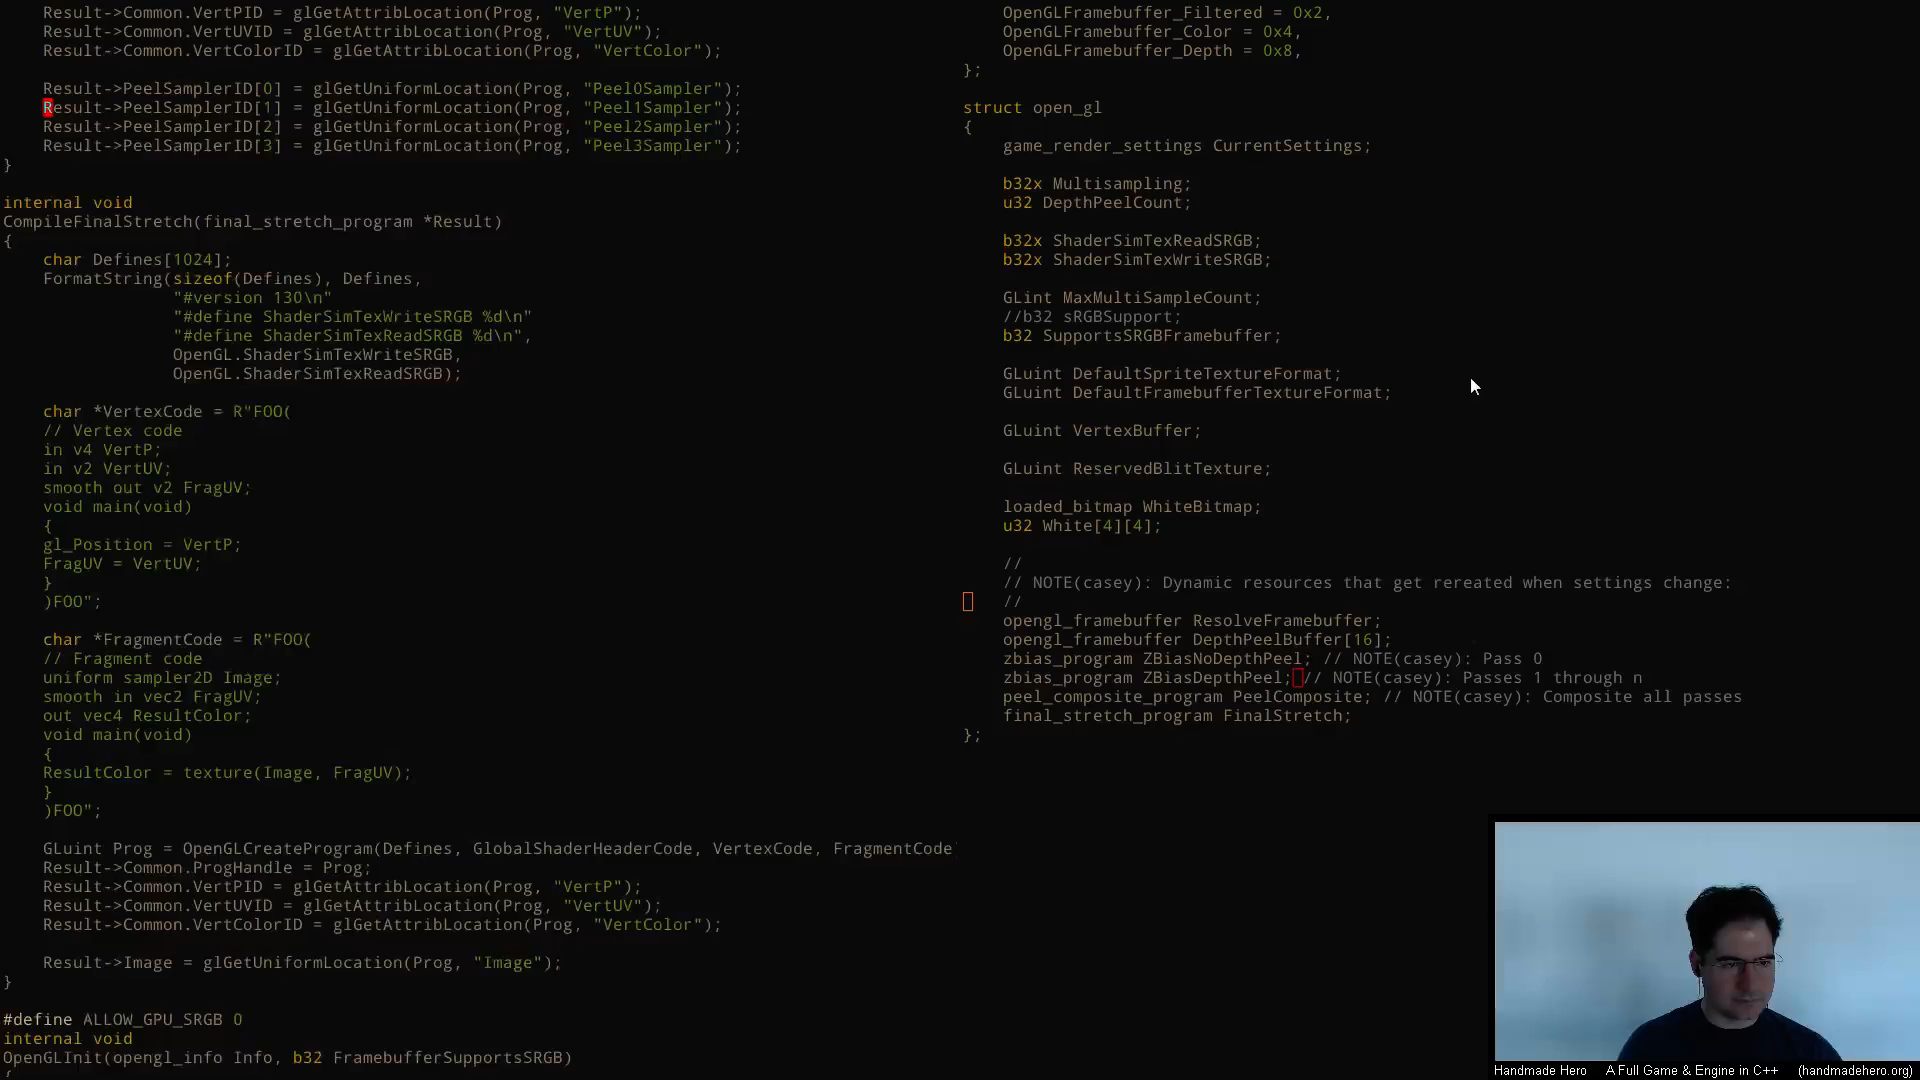 Result->Common.VertPID = glGetAttribLocation(Prog, "VertP");
Result->Common.VertUVID = glGetAttribLocation(Prog, "VertUV");
Result->Common.VertColorID = glGetAttribLocation(Prog, "VertColor");
Result->PeelSamplerID[0] = glGetUniformLocation(Prog, "Peel0Sampler");
Result->PeelSamplerID[1] = glGetUniformLocation(Prog, "Peel1Sampler");
Result->PeelSamplerID[2] = glGetUniformLocation(Prog, "Peel2Sampler");
Result->PeelSamplerID[3] = glGetUniformLocation(Prog, "Peel3Sampler");
}
internal void
CompileFinalStretch(final_stretch_program *Result)
{
char Defines[1024];
FormatString(sizeof(Defines), Defines,
"#version 130\n"
"#define ShaderSimTexWriteSRGB %d\n"
"#define ShaderSimTexReadSRGB %d\n",
OpenGL.ShaderSimTexWriteSRGB,
OpenGL.ShaderSimTexReadSRGB);
char *VertexCode = R"FOO(
// Vertex code
in v4 VertP;
in v2 VertUV;
smooth out v2 FragUV;
void main(void)
{
gl_Position = VertP;
FragUV = VertUV;
}
)FOO";
char *FragmentCode = R"FOO(
// Fragment code
uniform sampler2D Image;
smooth in vec2 FragUV;
out vec4 ResultColor;
void main(void)
{
ResultColor = texture(Image, FragUV);
}
)FOO";
GLuint Prog = OpenGLCreateProgram(Defines, GlobalShaderHeaderCode, VertexCode, FragmentCode
Result->Common.ProgHandle = Prog;
Result->Common.VertPID = glGetAttribLocation(Prog, "VertP");
Result->Common.VertUVID = glGetAttribLocation(Prog, "VertUV");
Result->Common.VertColorID = glGetAttribLocation(Prog, "VertColor");
Result->Image = glGetUniformLocation(Prog, "Image");
}
#define ALLOW_GPU_SRGB 0
internal void
OpenGLInit(opengl_info Info, b32 FramebufferSupportsSRGB)
{
OpenGLFramebuffer_Filtered = 0x2,
OpenGLFramebuffer_Color = 0x4,
OpenGLFramebuffer_Depth = 0x8,
};
struct open_gl
{
game_render_settings CurrentSettings;
b32x Multisampling;
u32 DepthPeelCount;
b32x ShaderSimTexReadSRGB;
b32x ShaderSimTexWriteSRGB;
GLint MaxMultiSampleCount;
//b32 sRGBSupport;
b32 SupportsSRGBFramebuffer;
GLuint DefaultSpriteTextureFormat;
GLuint DefaultFramebufferTextureFormat;
GLuint VertexBuffer;
GLuint ReservedBlitTexture;
loaded_bitmap WhiteBitmap;
u32 White[4][4];
//
// NOTE(casey): Dynamic resources that get rereated when settings change:
//
opengl_framebuffer ResolveFramebuffer;
opengl_framebuffer DepthPeelBuffer[16];
zbias_program ZBiasNoDepthPeel; // NOTE(casey): Pass 0
zbias_program ZBiasDepthPeel; // NOTE(casey): Passes 1 through n
peel_composite_program PeelComposite; // NOTE(casey): Composite all passes
final_stretch_program FinalStretch;
};
Handmade Hero A Full Game & Engine in C++ (handmadehero.org)